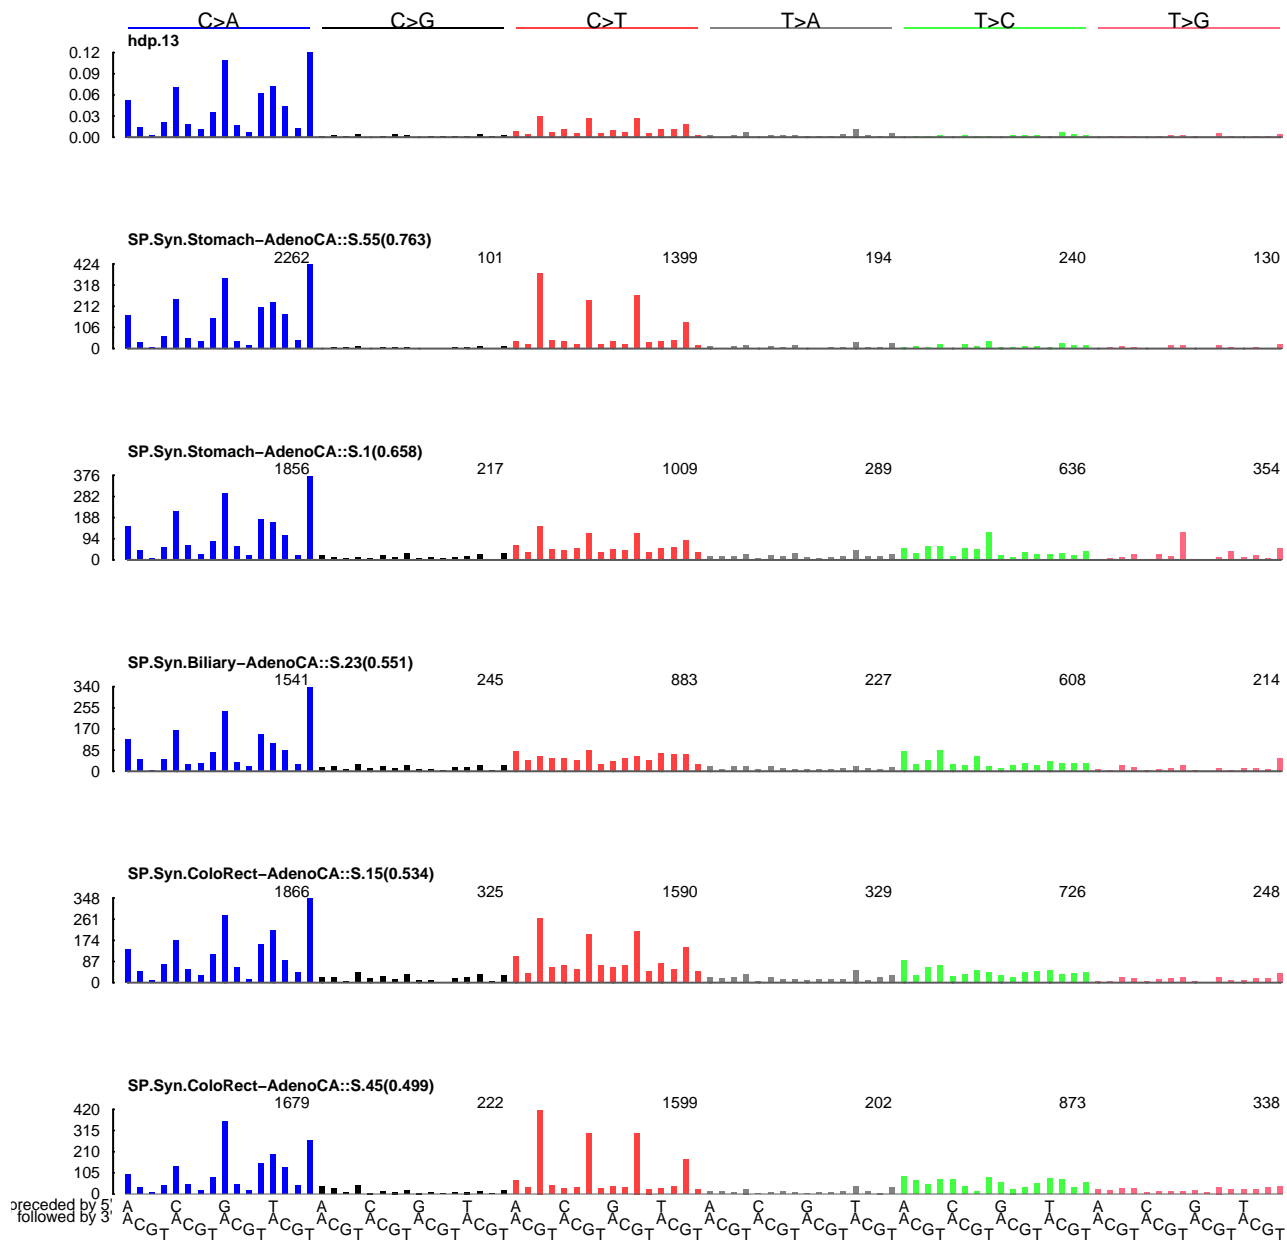 C>A C>G C>T T>A T>C T>G
hdp.13
0.12
0.09
0.06
0.03
0.00
SP.Syn.Stomach−AdenoCA::S.55(0.763)
2262 101 1399 194 240 130
424
318
212
106
0
SP.Syn.Stomach−AdenoCA::S.1(0.658)
1856 217 1009 289 636 354
376
282
188
94
0
SP.Syn.Biliary−AdenoCA::S.23(0.551)
1541 245 883 227 608 214
340
255
170
85
0
SP.Syn.ColoRect−AdenoCA::S.15(0.534)
1866 325 1590 329 726 248
348
261
174
87
0
SP.Syn.ColoRect−AdenoCA::S.45(0.499)
1679 222 1599 202 873 338
420
315
210
105
0
preceded by 5' A C G T A C G T A C G T A C G T A C G T A C G T
followed by 3' A C G T A C G T A C G T A C G T A C G T A C G T A C G T A C G T A C G T A C G T A C G T A C G T A C G T A C G T A C G T A C G T A C G T A C G T A C G T A C G T A C G T A C G T A C G T A C G T